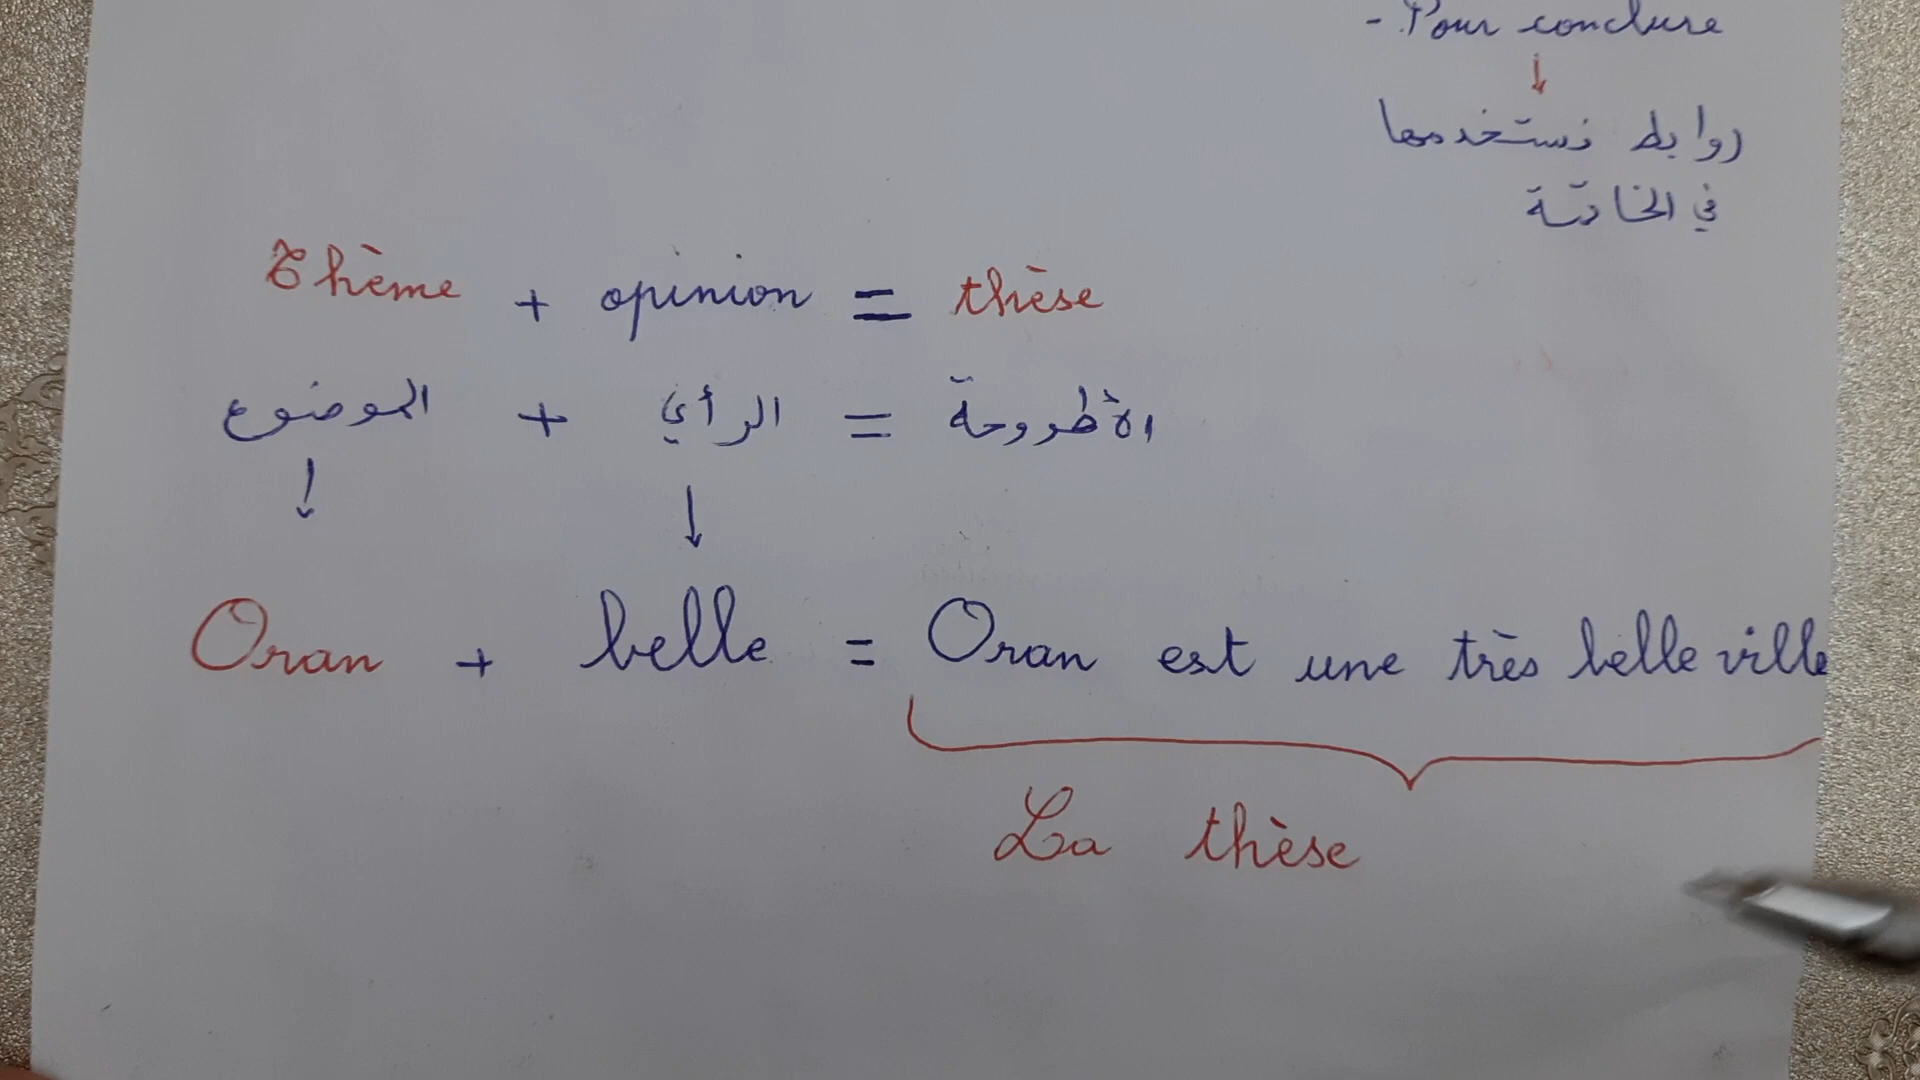 - Pour conclure
↓
روابط نستخدمها
في الخاتمة
Thème + opinion = thèse
الموضوع + الرأي = الأطروحة
↓ ↓
Oran + belle = Oran est une très belle ville
La thèse